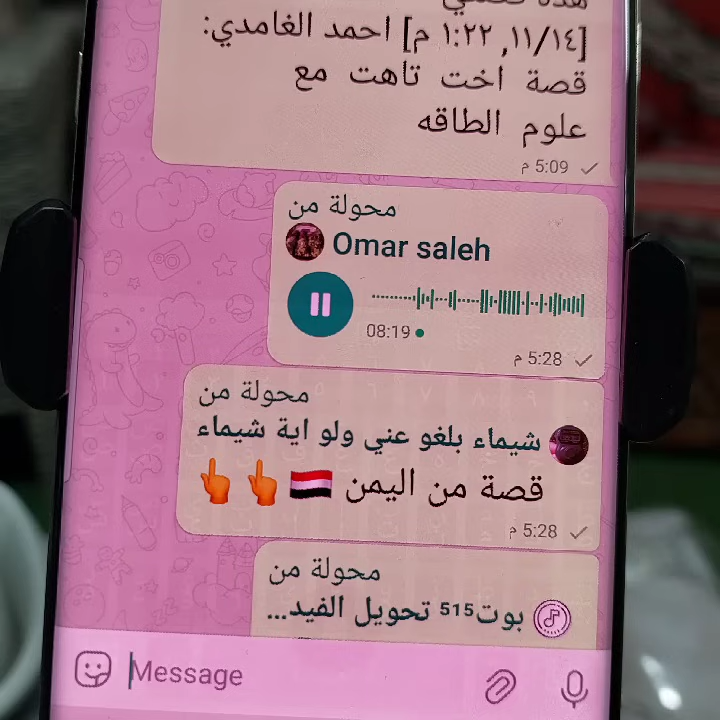 هذه قصتي
[١١/١٤, ١:٢٢ م] احمد الغامدي:
قصة اخت تاهت مع
علوم الطاقه
5:09 م
محولة من
Omar saleh
08:19
5:28 م
محولة من
شيماء بلغو عني ولو اية شيماء
قصة من اليمن 🇾🇪 👆 👆
5:28 م
محولة من
بوت515 تحويل الفيد...
Message